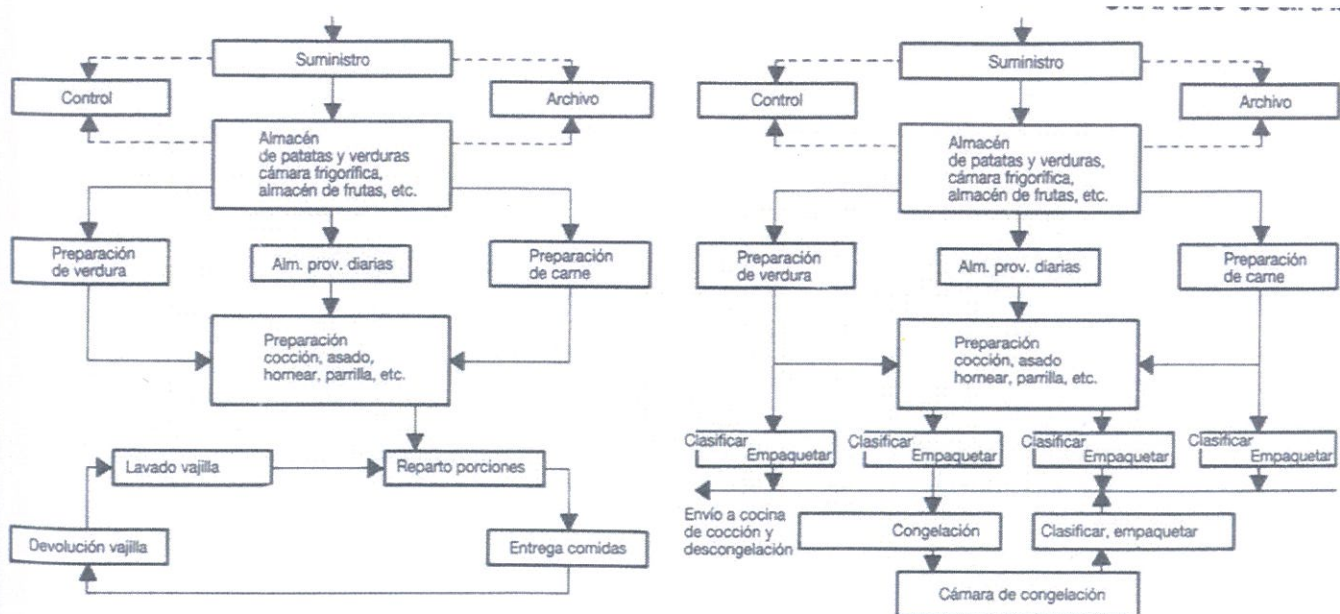 Suministro
Control
Archivo
Almacén
de patatas y verduras
cámara frigorífica,
almacén de frutas, etc.
Preparación
de verdura
Alm. prov. diarias
Preparación
de carne
Preparación
cocción, asado,
hornear, parrilla, etc.
Lavado vajilla
Reparto porciones
Devolución vajilla
Entrega comidas
Suministro
Control
Archivo
Almacén
de patatas y verduras,
cámara frigorífica,
almacén de frutas, etc.
Preparación
de verdura
Alm. prov. diarias
Preparación
de carne
Preparación
cocción, asado
hornear, parrilla, etc.
Clasificar
Empaquetar
Clasificar
Empaquetar
Clasificar
Empaquetar
Clasificar
Empaquetar
Envío a cocina
de cocción y
descongelación
Congelación
Clasificar, empaquetar
Cámara de congelación